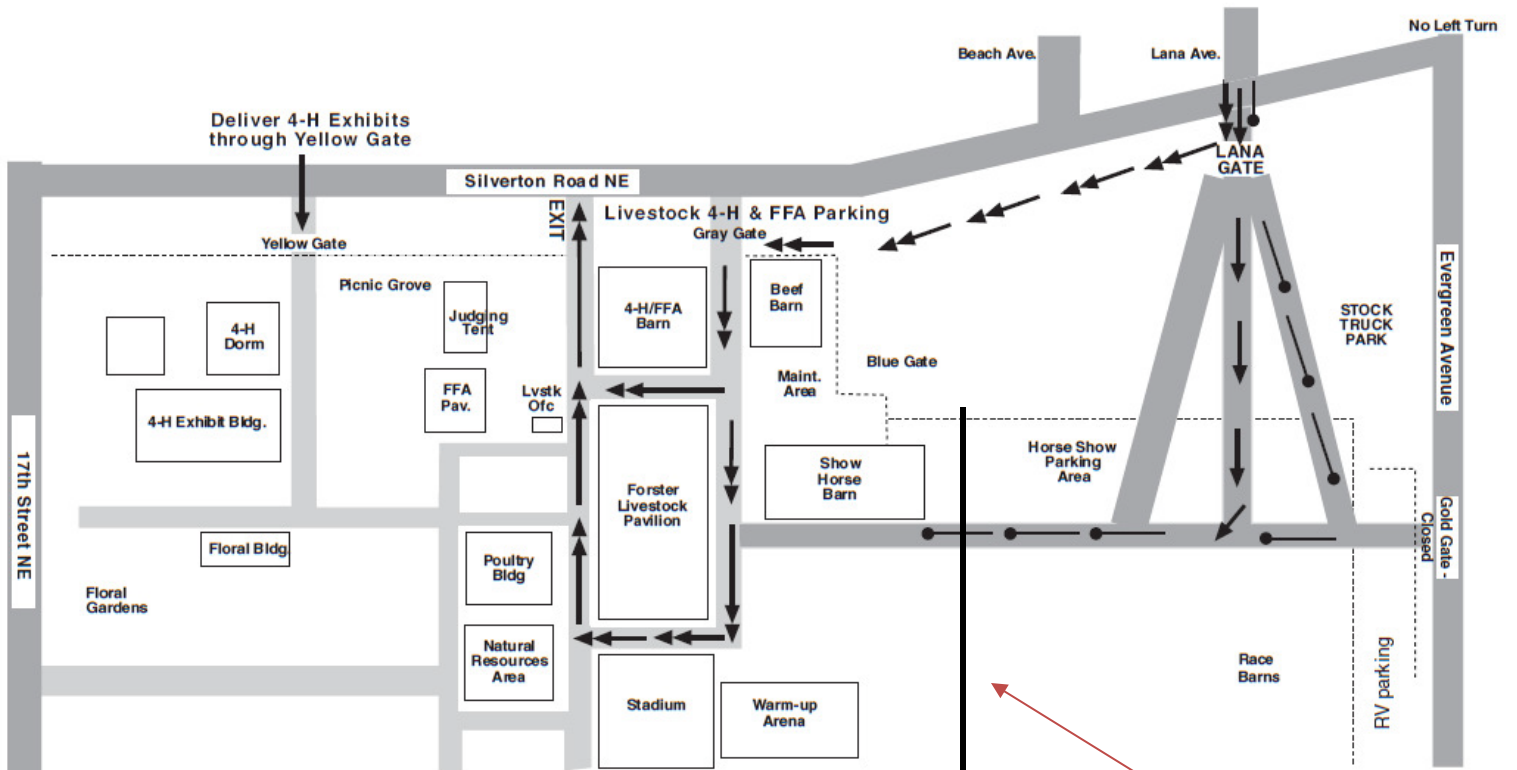 No Left Turn
Beach Ave.
Lana Ave.
Deliver 4-H Exhibits
through Yellow Gate
LANA
GATE
Silverton Road NE
EXIT
Livestock 4-H & FFA Parking
Gray Gate
Yellow Gate
Picnic Grove
Judging
Tent
4-H
Dorm
4-H/FFA
Barn
Beef
Barn
Evergreen Avenue
STOCK
TRUCK
PARK
Blue Gate
Maint.
Area
FFA
Pav.
Lvstk
Ofc
4-H Exhibit Bldg.
17th Street NE
Horse Show
Parking
Area
Show
Horse
Barn
Forster
Livestock
Pavilion
Gold Gate -
Closed
Floral Bldg.
Poultry
Bldg
Floral
Gardens
Natural
Resources
Area
Race
Barns
RV parking
Stadium
Warm-up
Arena